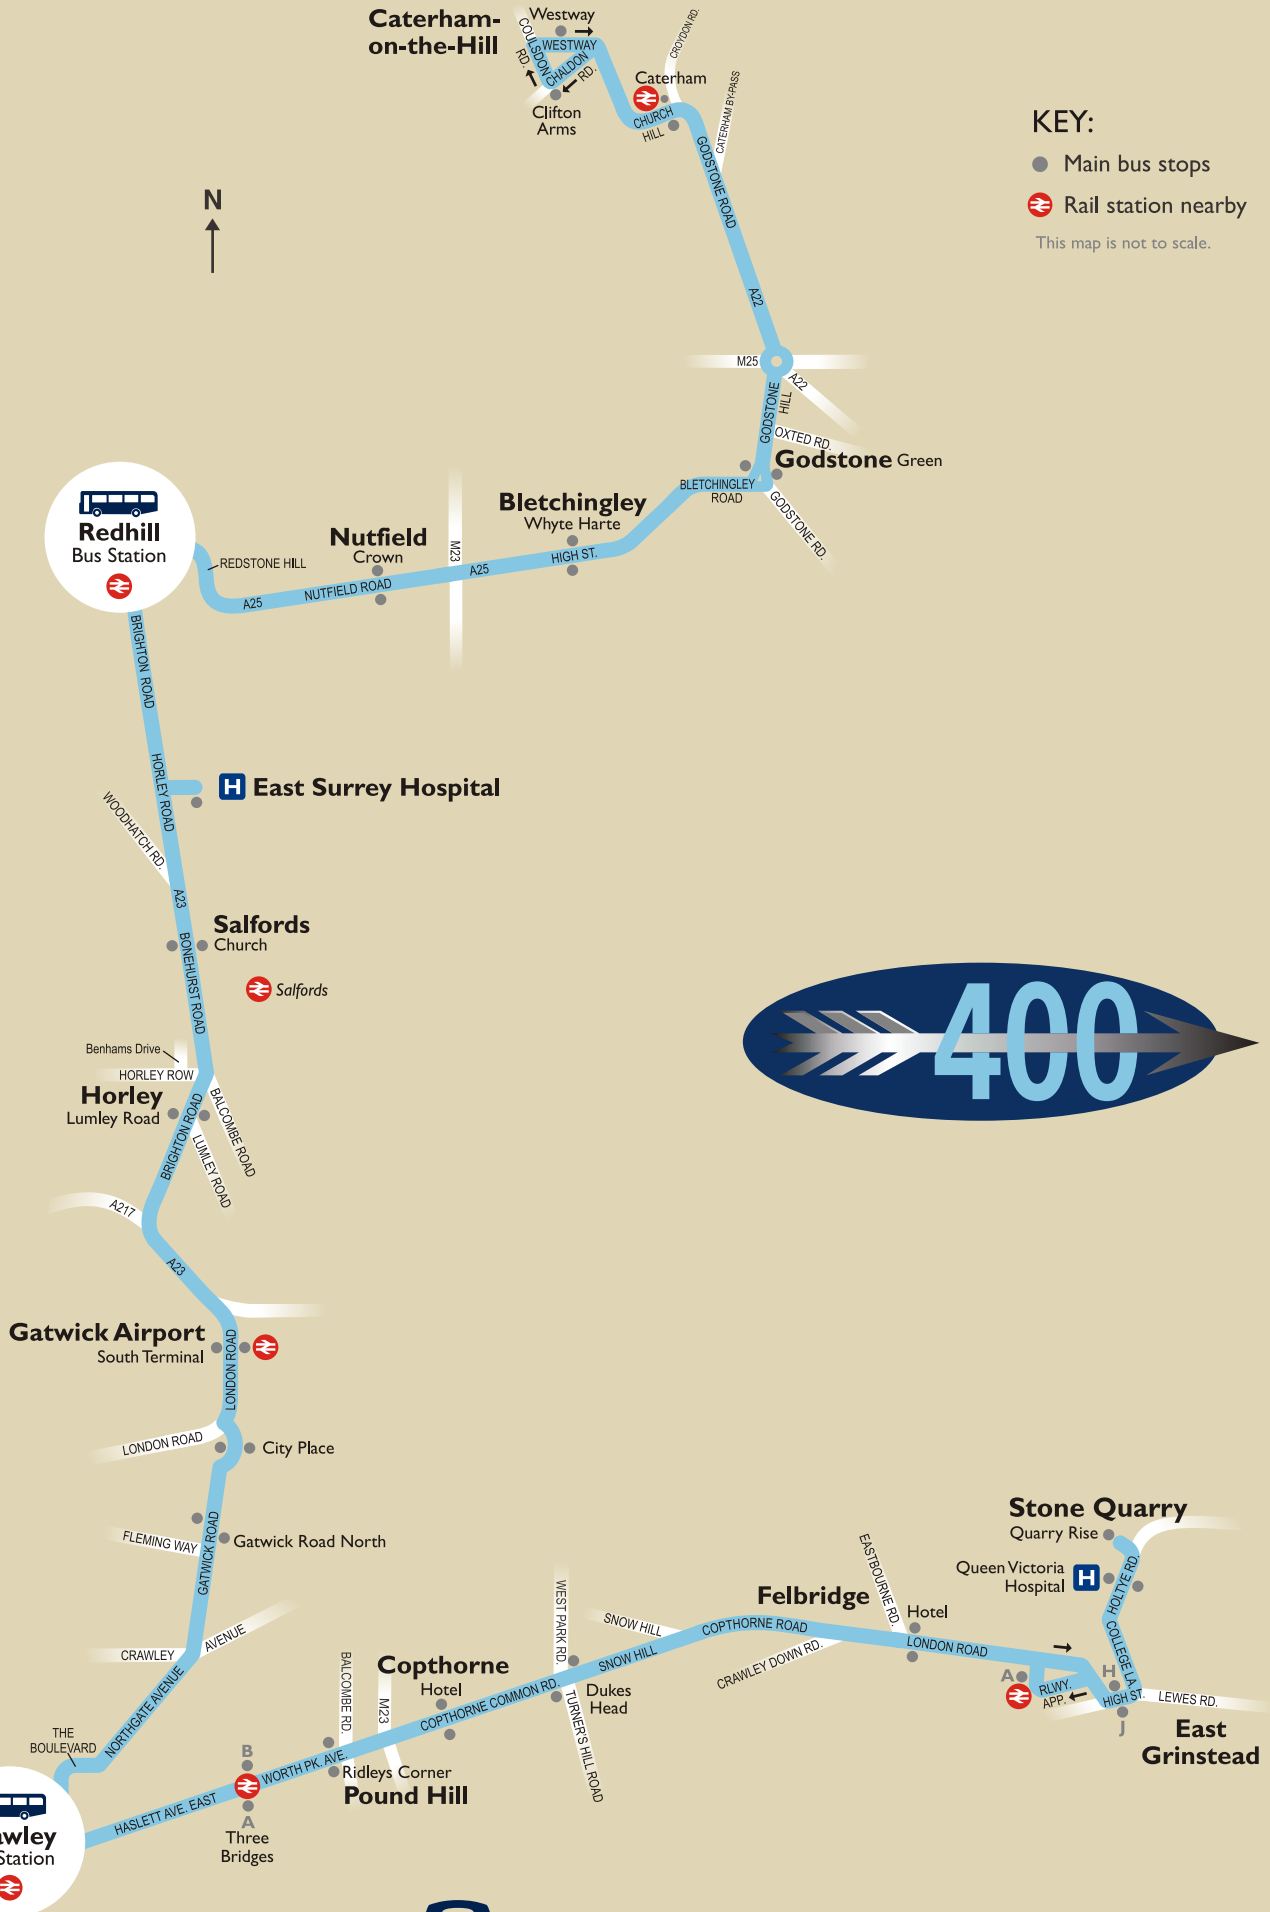 Caterham-
on-the-Hill
Westway
WESTWAY
COULSDON
RD.
CHALDON
RD.
Clifton
Arms
Caterham
CROYDON RD.
CHURCH
HILL
CATERHAM BY-PASS
GODSTONE ROAD
A22
KEY:
Main bus stops
Rail station nearby
This map is not to scale.
N
M25
A22
GODSTONE
HILL
OXTED RD.
Godstone Green
BLETCHINGLEY
ROAD
GODSTONE RD.
Bletchingley
Whyte Harte
HIGH ST.
A25
M23
Nutfield
Crown
NUTFIELD ROAD
A25
REDSTONE HILL
Redhill
Bus Station
BRIGHTON ROAD
HORLEY ROAD
H East Surrey Hospital
WOODHATCH RD.
A23
Salfords
Church
BONEHURST ROAD
Salfords
Benhams Drive
HORLEY ROW
Horley
Lumley Road
BRIGHTON ROAD
BALCOMBE ROAD
LUMLEY ROAD
A217
A23
400
Gatwick Airport
South Terminal
LONDON ROAD
LONDON ROAD
City Place
FLEMING WAY
GATWICK ROAD
Gatwick Road North
CRAWLEY
AVENUE
NORTHGATE AVENUE
THE
BOULEVARD
awley
Station
HASLETT AVE. EAST
B
A
Three
Bridges
WORTH PK. AVE.
BALCOMBE RD.
Ridleys Corner
Pound Hill
M23
Copthorne
Hotel
COPTHORNE COMMON RD.
WEST PARK RD.
Dukes
Head
TURNER'S HILL ROAD
SNOW HILL
SNOW HILL
COPTHORNE ROAD
CRAWLEY DOWN RD.
Felbridge
EASTBOURNE RD.
Hotel
LONDON ROAD
Stone Quarry
Quarry Rise
Queen Victoria
Hospital
H
HOLTYE RD.
COLLEGE LA.
A
RLWY.
APP.
H
HIGH ST.
J
LEWES RD.
East
Grinstead